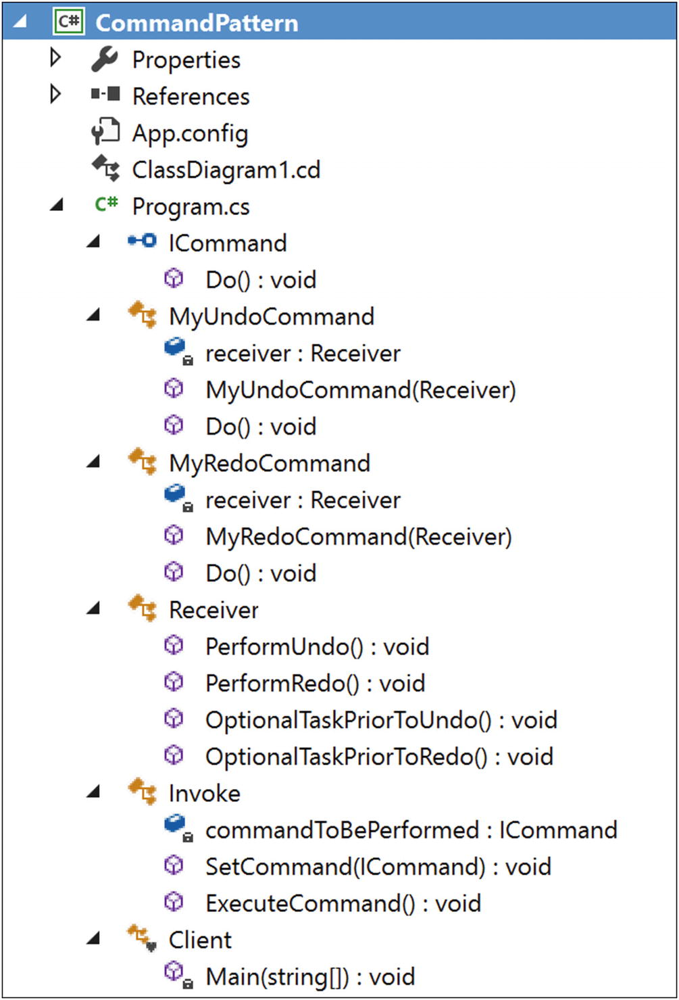 C# CommandPattern
Properties
References
App.config
ClassDiagram1.cd
C# Program.cs
ICommand
Do() : void
MyUndoCommand
receiver : Receiver
MyUndoCommand(Receiver)
Do() : void
MyRedoCommand
receiver : Receiver
MyRedoCommand(Receiver)
Do() : void
Receiver
PerformUndo() : void
PerformRedo() : void
OptionalTaskPriorToUndo() : void
OptionalTaskPriorToRedo() : void
Invoke
commandToBePerformed : ICommand
SetCommand(ICommand) : void
ExecuteCommand() : void
Client
Main(string[]) : void